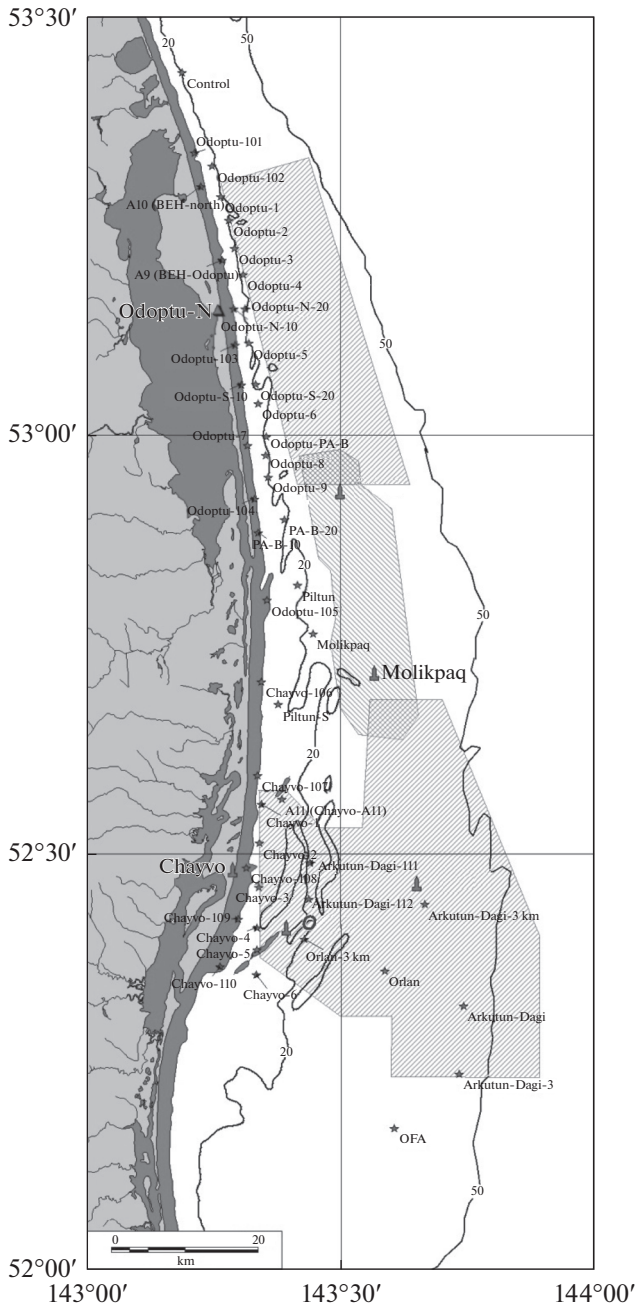 53°30′
20
50
Control
Odoptu-101
Odoptu-102
A10 (BEH-north)
Odoptu-1
Odoptu-2
Odoptu-3
A9 (BEH-Odoptu)
Odoptu-4
Odoptu-N
Odoptu-N-20
Odoptu-N-10
50
Odoptu-103
Odoptu-5
Odoptu-S-10
Odoptu-S-20
Odoptu-6
53°00′
Odoptu-7
Odoptu-PA-B
Odoptu-8
Odoptu-9
Odoptu-104
PA-B-20
PA-B-10
20
Piltun
Odoptu-105
50
Molikpaq
Molikpaq
Chayvo-106
Piltun-S
20
Chayvo-107
A11 (Chayvo-A11)
Chayvo-1
52°30′
Chayvo-2
Chayvo
Arkutun-Dagi-111
Chayvo-108
Chayvo-3
Arkutun-Dagi-112
Chayvo-109
Arkutun-Dagi-3 km
Chayvo-4
Chayvo-5
Orlan-3 km
Chayvo-110
Orlan
Chayvo-6
Arkutun-Dagi
20
Arkutun-Dagi-3
OFA
50
0 20
km
52°00′
143°00′ 143°30′ 144°00′